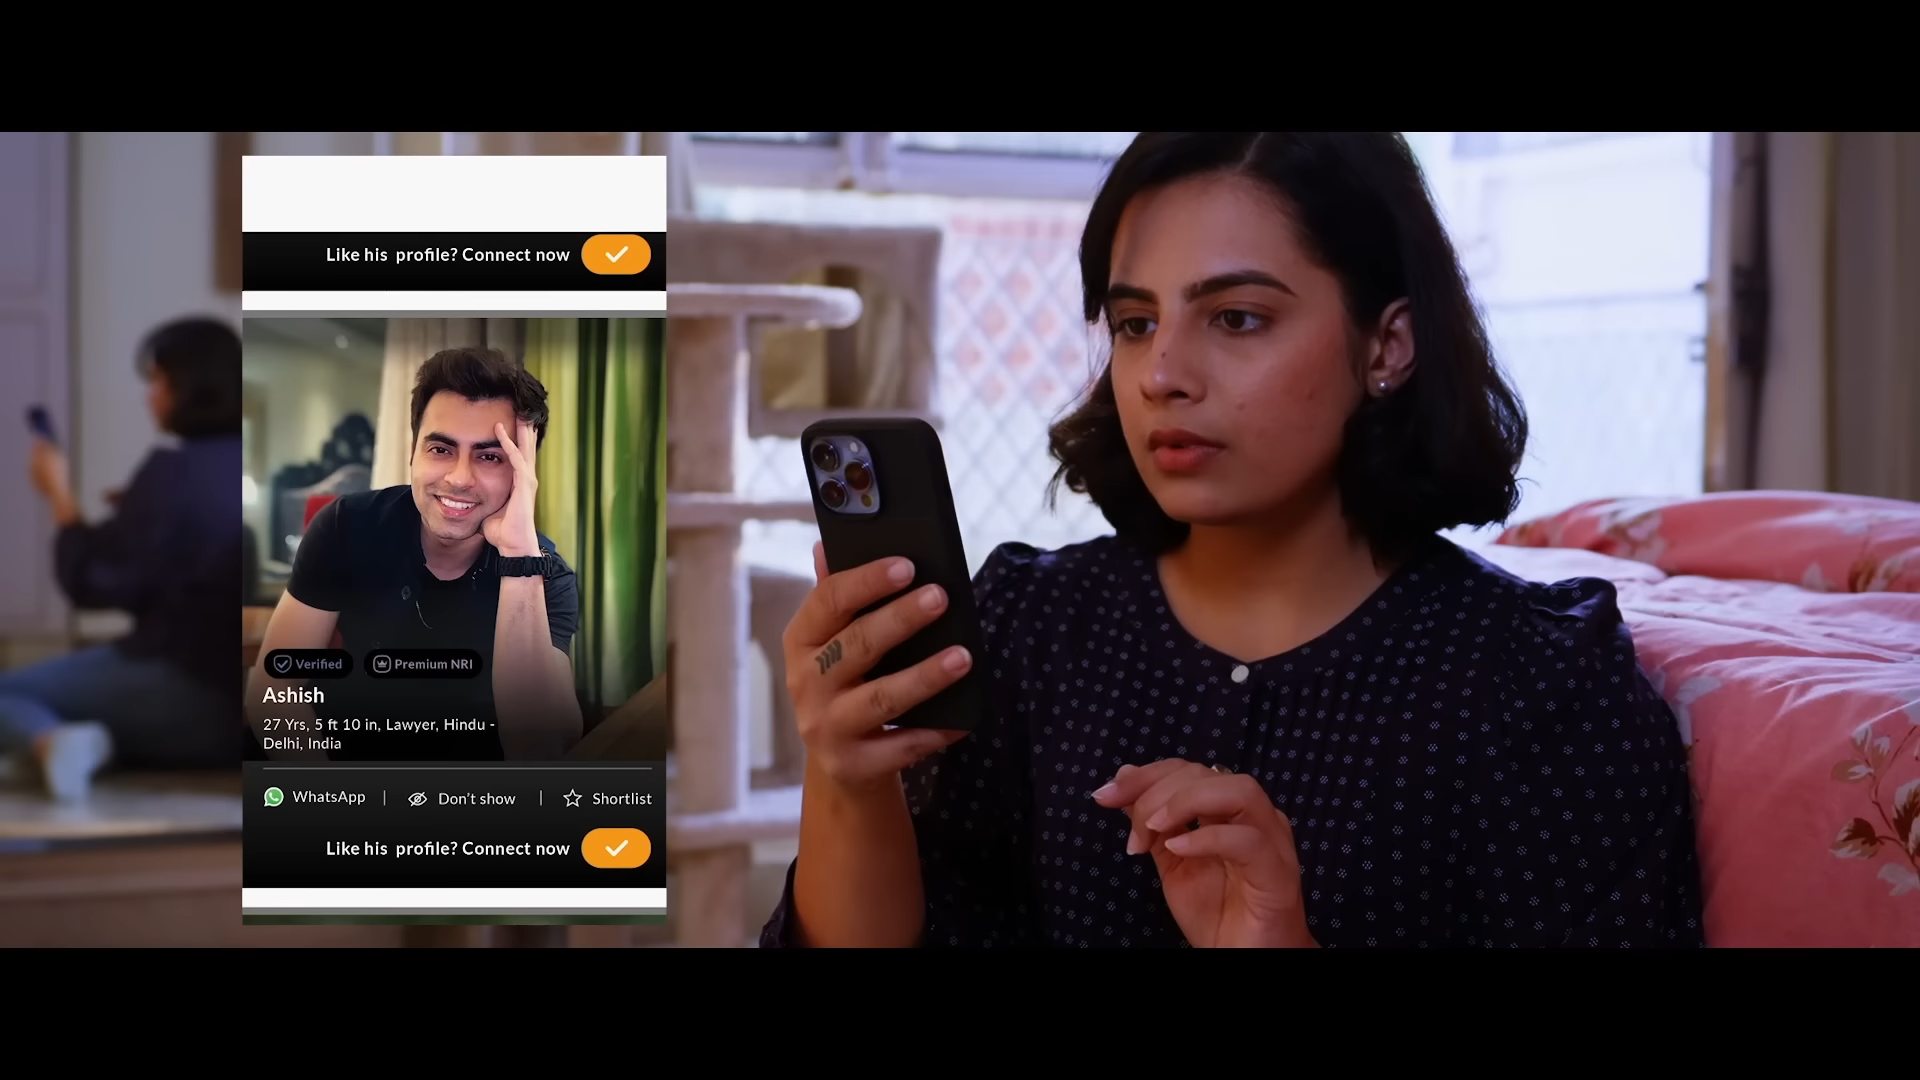 Like his profile? Connect now
Verified
Premium NRI
Ashish
27 Yrs, 5 ft 10 in, Lawyer, Hindu -
Delhi, India
WhatsApp | Don't show | Shortlist
Like his profile? Connect now